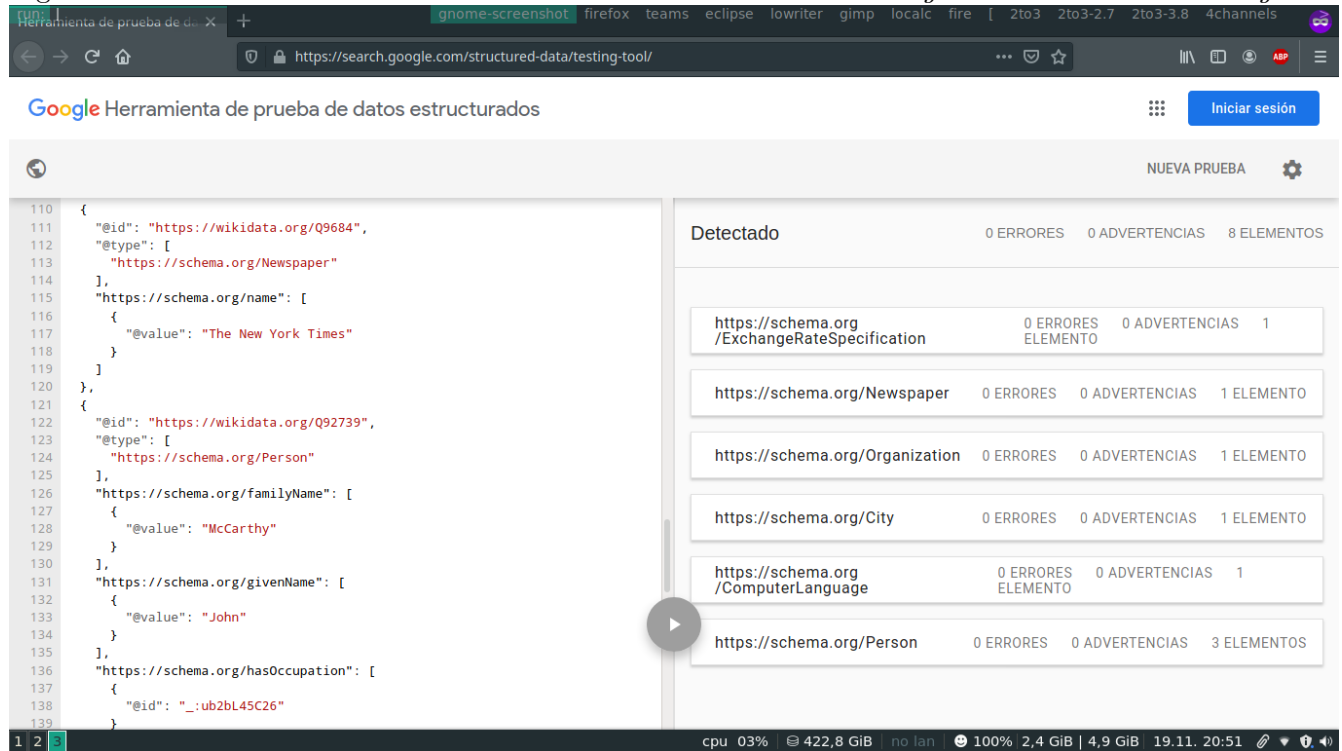 run:
gnome-screenshot firefox teams eclipse lowriter gimp localc fire [ 2to3 2to3-2.7 2to3-3.8 4channels
Herramienta de prueba de da
https://search.google.com/structured-data/testing-tool/
ABP
Google Herramienta de prueba de datos estructurados
Iniciar sesión
NUEVA PRUEBA
110 {
111 "@id": "https://wikidata.org/Q9684",
112 "@type": [
113 "https://schema.org/Newspaper"
114 ],
115 "https://schema.org/name": [
116 {
117 "@value": "The New York Times"
118 }
119 ]
120 },
121 {
122 "@id": "https://wikidata.org/Q92739",
123 "@type": [
124 "https://schema.org/Person"
125 ],
126 "https://schema.org/familyName": [
127 {
128 "@value": "McCarthy"
129 }
130 ],
131 "https://schema.org/givenName": [
132 {
133 "@value": "John"
134 }
135 ],
136 "https://schema.org/hasOccupation": [
137 {
138 "@id": "_:ub2bL45C26"
139 }
Detectado 0 ERRORES 0 ADVERTENCIAS 8 ELEMENTOS
https://schema.org
/ExchangeRateSpecification
0 ERRORES 0 ADVERTENCIAS 1
ELEMENTO
https://schema.org/Newspaper 0 ERRORES 0 ADVERTENCIAS 1 ELEMENTO
https://schema.org/Organization 0 ERRORES 0 ADVERTENCIAS 1 ELEMENTO
https://schema.org/City 0 ERRORES 0 ADVERTENCIAS 1 ELEMENTO
https://schema.org
/ComputerLanguage
0 ERRORES 0 ADVERTENCIAS 1
ELEMENTO
https://schema.org/Person 0 ERRORES 0 ADVERTENCIAS 3 ELEMENTOS
1 2 3
cpu 03% 422,8 GiB no lan 100% 2,4 GiB | 4,9 GiB 19.11. 20:51